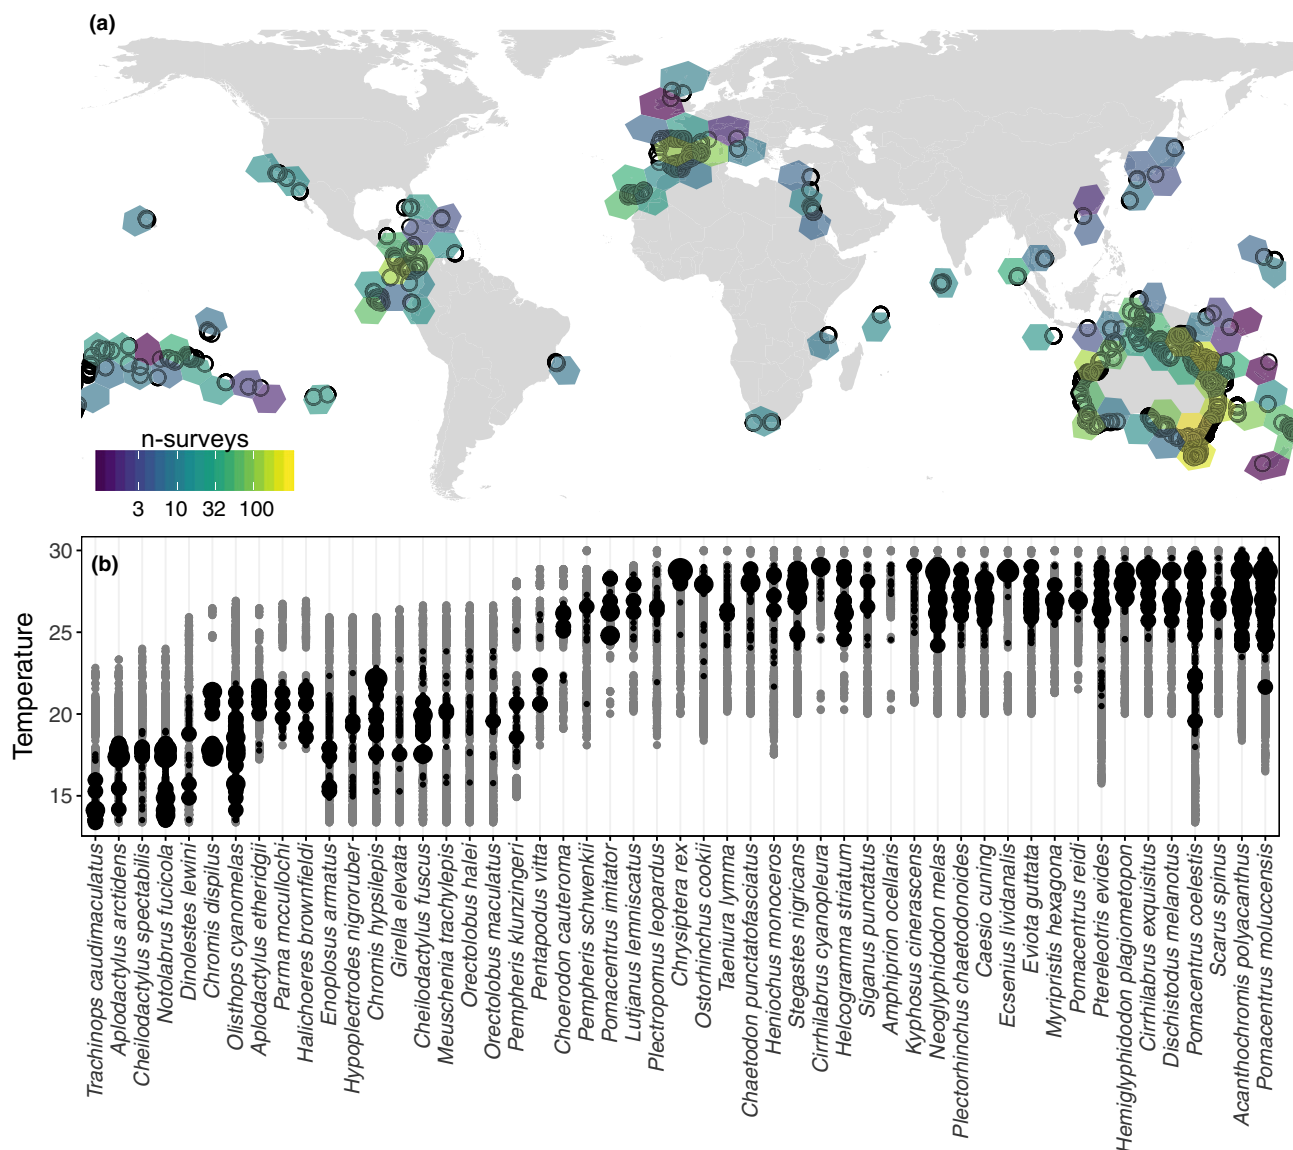 (a)
n-surveys
3 10 32 100
(b)
Temperature
30
25
20
15
Trachinops caudimaculatus
Aplodactylus arctidens
Cheilodactylus spectabilis
Notolabrus fucicola
Dinolestes lewini
Chromis dispilus
Olisthops cyanomelas
Aplodactylus etheridgii
Parma mccullochi
Halichoeres brownfieldi
Enoplosus armatus
Hypoplectrodes nigroruber
Chromis hypsilepis
Girella elevata
Cheilodactylus fuscus
Meuschenia trachylepis
Orectolobus halei
Orectolobus maculatus
Pempheris klunzingeri
Pentapodus vitta
Choerodon cauteroma
Pempheris schwenkii
Pomacentrus imitator
Lutjanus lemniscatus
Plectropomus leopardus
Chrysiptera rex
Ostorhinchus cookii
Taeniura lymma
Chaetodon punctatofasciatus
Heniochus monoceros
Stegastes nigricans
Cirrhilabrus cyanopleura
Helcogramma striatum
Siganus punctatus
Amphiprion ocellaris
Kyphosus cinerascens
Neoglyphidodon melas
Plectorhinchus chaetodonoides
Caesio cuning
Ecsenius lividanalis
Eviota guttata
Myripristis hexagona
Pomacentrus reidi
Ptereleotris evides
Hemiglyphidodon plagiometopon
Cirrhilabrus exquisitus
Dischistodus melanotus
Pomacentrus coelestis
Scarus spinus
Acanthochromis polyacanthus
Pomacentrus moluccensis